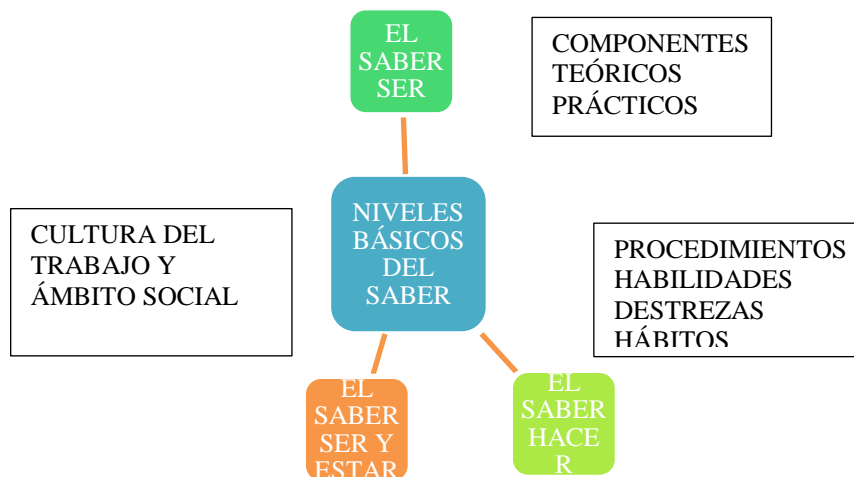 EL
SABER
SER
COMPONENTES
TEÓRICOS
PRÁCTICOS
NIVELES
BÁSICOS
DEL
SABER
CULTURA DEL
TRABAJO Y
ÁMBITO SOCIAL
PROCEDIMIENTOS
HABILIDADES
DESTREZAS
HÁBITOS
EL
SABER
SER Y
ESTAR
EL
SABER
HACE
R